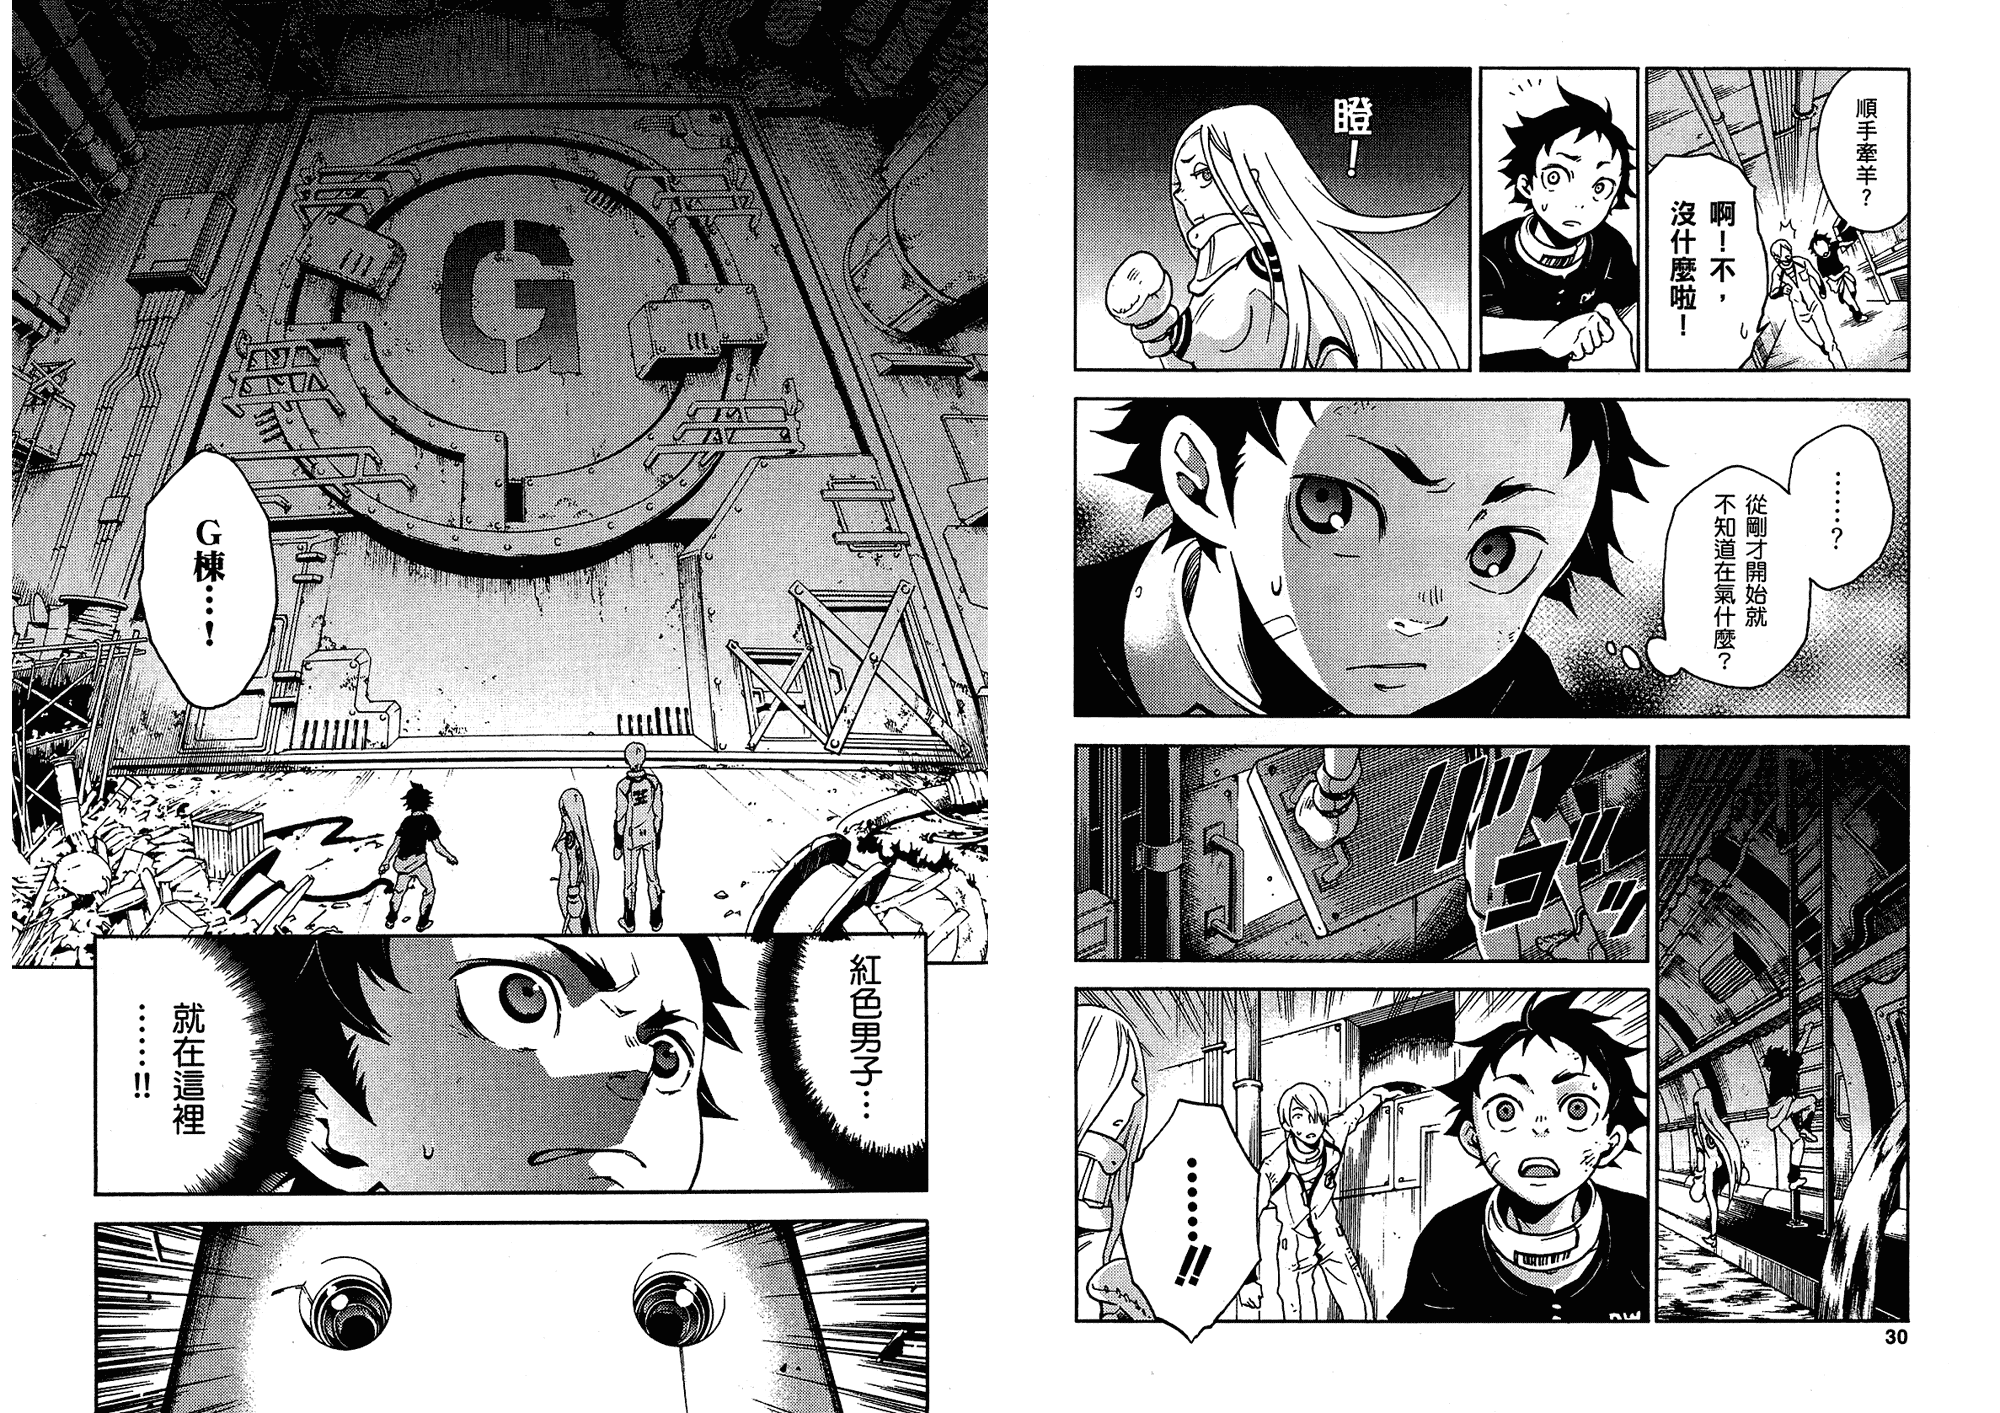 順手牽羊？
啊！不，
沒什麼啦！
瞪！
……？
從剛才開始就
不知道在氣什麼？
……!!
DW
30
G
G棟……！
紅色男子…
就在這裡
……!!